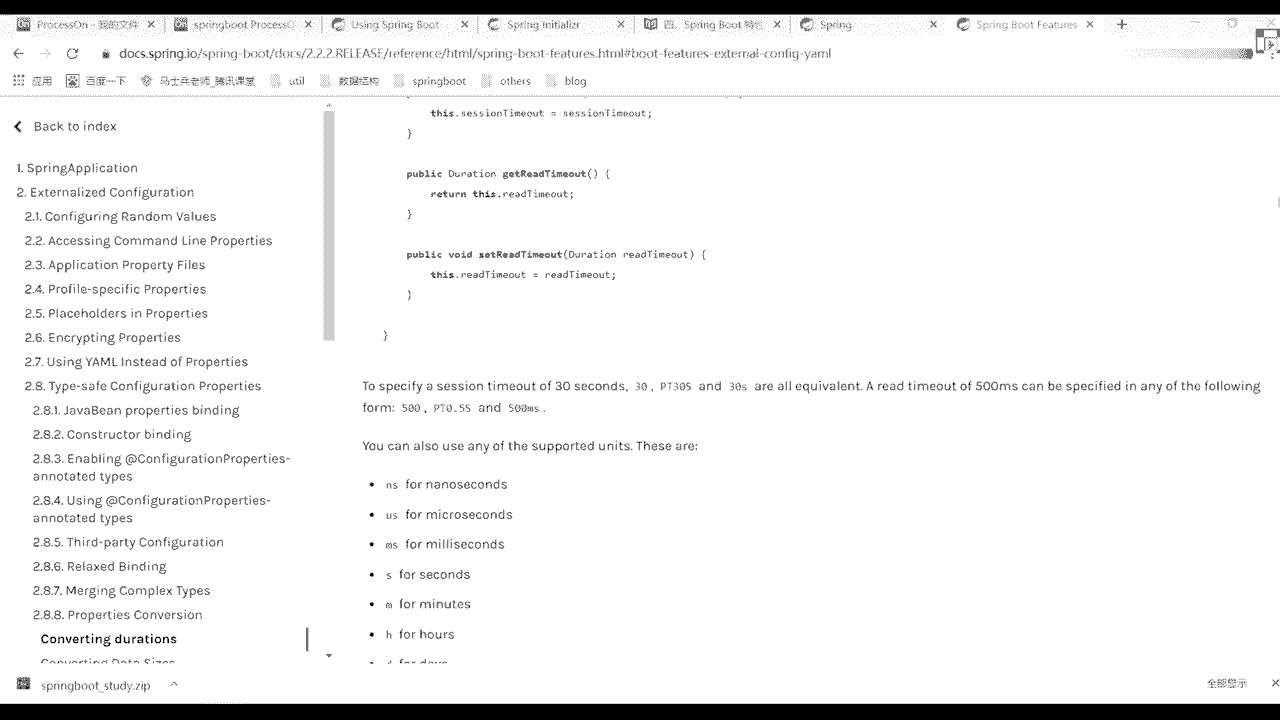 ProcessOn - 我的文件
springboot ProcessO
Using Spring Boot
Spring Initializr
四、Spring Boot 特性
Spring
Spring Boot Features
docs.spring.io/spring-boot/docs/2.2.2.RELEASE/reference/html/spring-boot-features.html#boot-features-external-config-yaml
应用
百度一下
马士兵老师_腾讯课堂
util
数据结构
springboot
others
blog
Back to index
1. SpringApplication
2. Externalized Configuration
2.1. Configuring Random Values
2.2. Accessing Command Line Properties
2.3. Application Property Files
2.4. Profile-specific Properties
2.5. Placeholders in Properties
2.6. Encrypting Properties
2.7. Using YAML Instead of Properties
2.8. Type-safe Configuration Properties
2.8.1. JavaBean properties binding
2.8.2. Constructor binding
2.8.3. Enabling @ConfigurationProperties-
annotated types
2.8.4. Using @ConfigurationProperties-
annotated types
2.8.5. Third-party Configuration
2.8.6. Relaxed Binding
2.8.7. Merging Complex Types
2.8.8. Properties Conversion
Converting durations
Converting Data Sizes
this.sessionTimeout = sessionTimeout;
}
public Duration getReadTimeout() {
return this.readTimeout;
}
public void setReadTimeout(Duration readTimeout) {
this.readTimeout = readTimeout;
}
}
To specify a session timeout of 30 seconds, 30, PT30S and 30s are all equivalent. A read timeout of 500ms can be specified in any of the following
form: 500, PT0.5S and 500ms.
You can also use any of the supported units. These are:
• ns for nanoseconds
• us for microseconds
• ms for milliseconds
• s for seconds
• m for minutes
• h for hours
• d for days
springboot_study.zip
全部显示